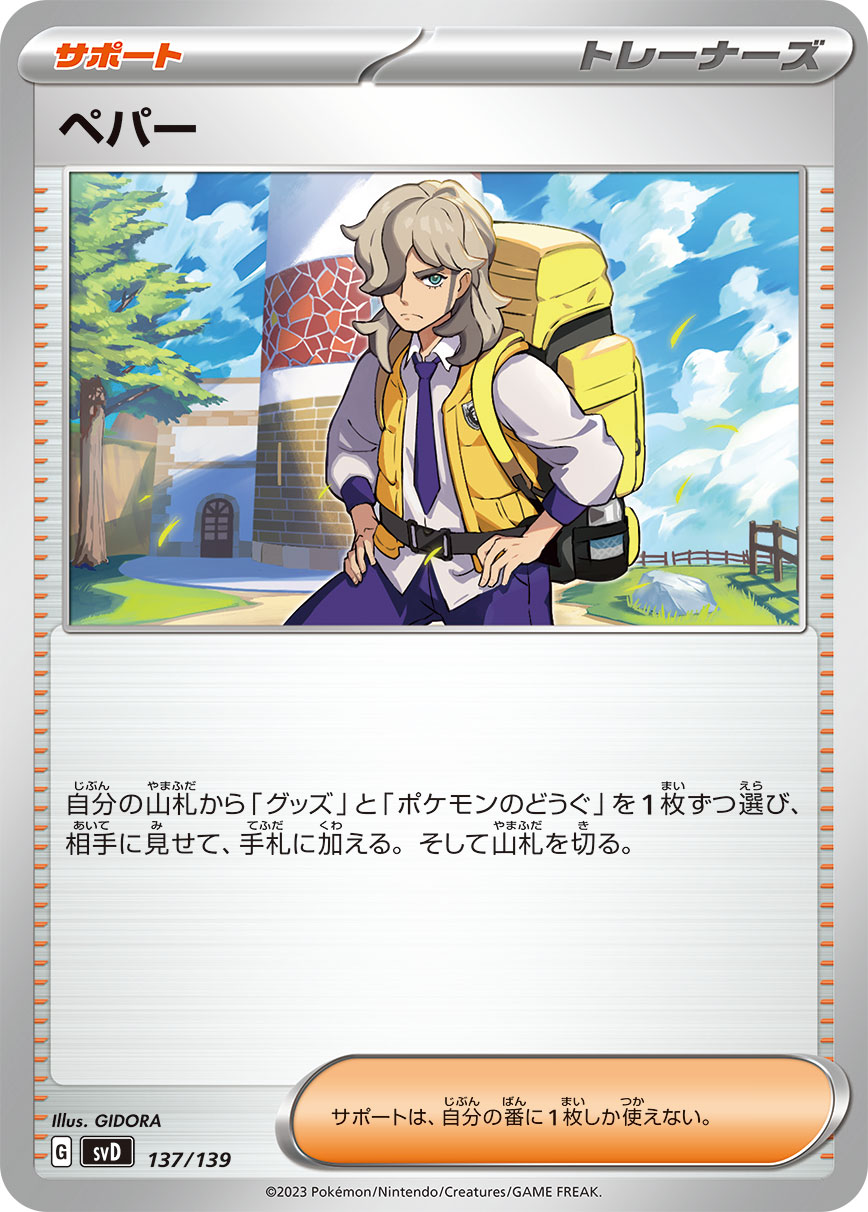 サポート
トレーナーズ
ペパー
自分の山札から「グッズ」と「ポケモンのどうぐ」を1枚ずつ選び、
相手に見せて、手札に加える。そして山札を切る。
サポートは、自分の番に1枚しか使えない。
Illus. GIDORA
G svD 137/139
©2023 Pokémon/Nintendo/Creatures/GAME FREAK.